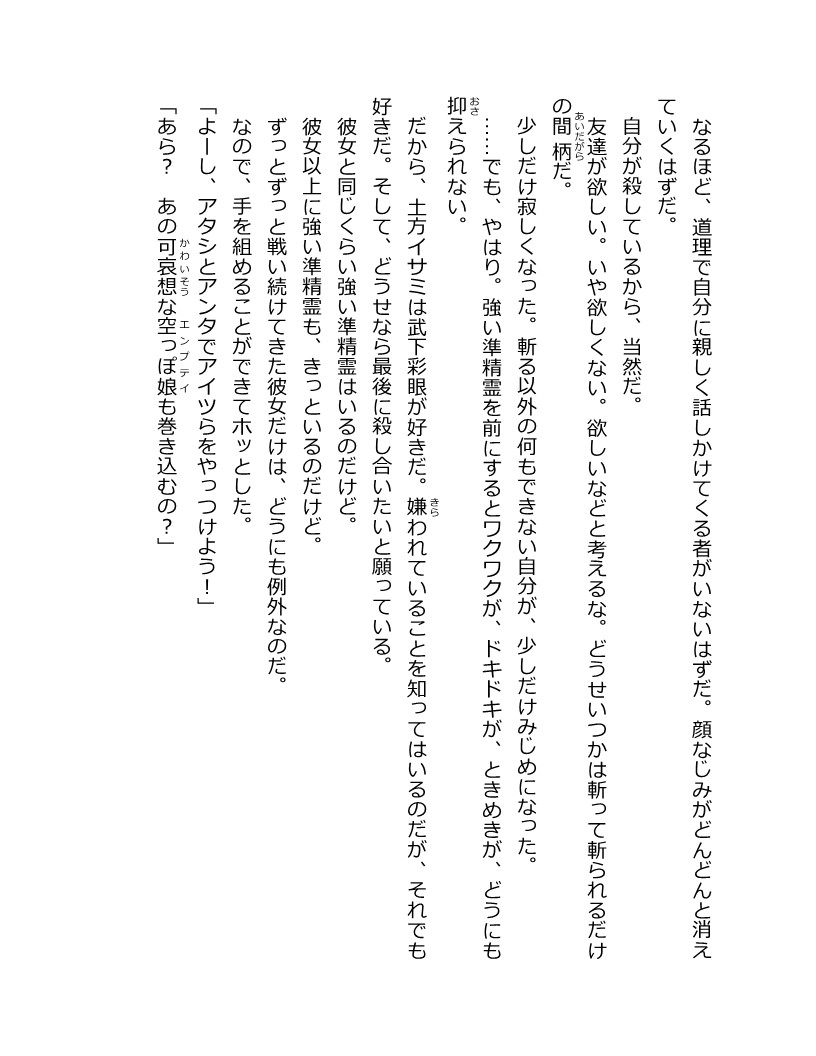 なるほど、道理で自分に親しく話しかけてくる者がいないはずだ。顔なじみがどんどんと消え
ていくはずだ。
　自分が殺しているから、当然だ。
　友達が欲しい。いや欲しくない。欲しいなどと考えるな。どうせいつかは斬って斬られるだけ
の間柄だ。
あいだがら
　少しだけ寂しくなった。斬る以外の何もできない自分が、少しだけみじめになった。
　……でも、やはり。強い準精霊を前にするとワクワクが、ドキドキが、ときめきが、どうにも
抑えられない。
おさ
　だから、土方イサミは武下彩眼が好きだ。嫌われていることを知ってはいるのだが、それでも
きら
好きだ。そして、どうせなら最後に殺し合いたいと願っている。
　彼女と同じくらい強い準精霊はいるのだけど。
　彼女以上に強い準精霊も、きっといるのだけど。
　ずっとずっと戦い続けてきた彼女だけは、どうにも例外なのだ。
　なので、手を組めることができてホッとした。
「よーし、アタシとアンタでアイツらをやっつけよう！」
「あら？　あの可哀想な空っぽ娘も巻き込むの？」
かわいそう　エンプティ